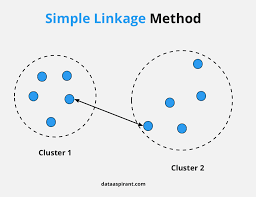 Simple Linkage Method
Cluster 1
Cluster 2
dataaspirant.com